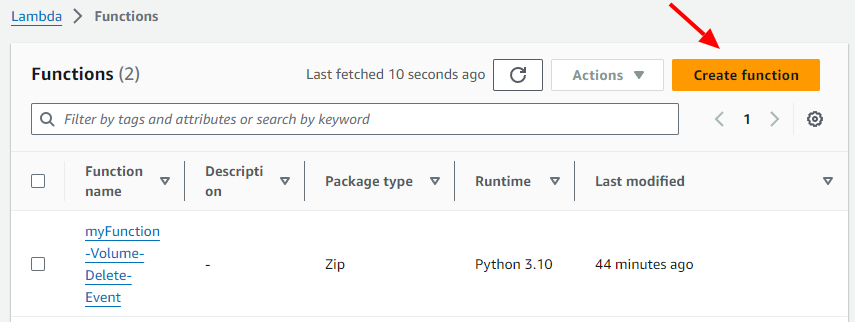 Lambda > Functions
Functions (2) Last fetched 10 seconds ago Actions Create function
Filter by tags and attributes or search by keyword
1
Function name Descripti on Package type Runtime Last modified
myFunction
-Volume-
Delete-
Event
- Zip Python 3.10 44 minutes ago